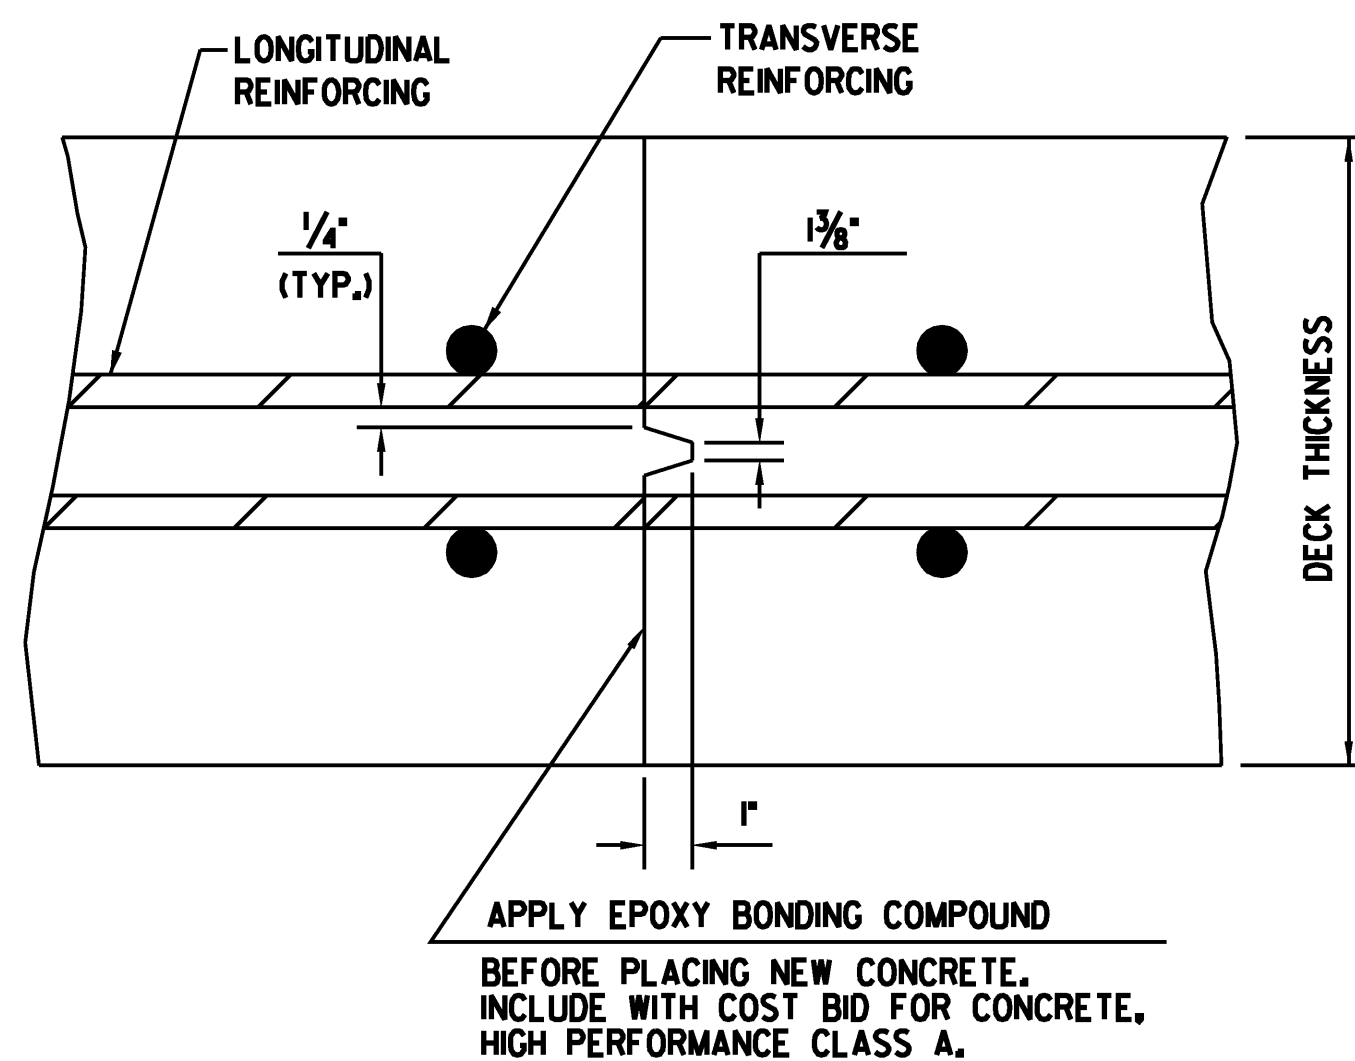 LONGITUDINAL
REINFORCING
TRANSVERSE
REINFORCING
1/4"
(TYP.)
1 3/8"
DECK THICKNESS
1"
APPLY EPOXY BONDING COMPOUND
BEFORE PLACING NEW CONCRETE.
INCLUDE WITH COST BID FOR CONCRETE,
HIGH PERFORMANCE CLASS A.